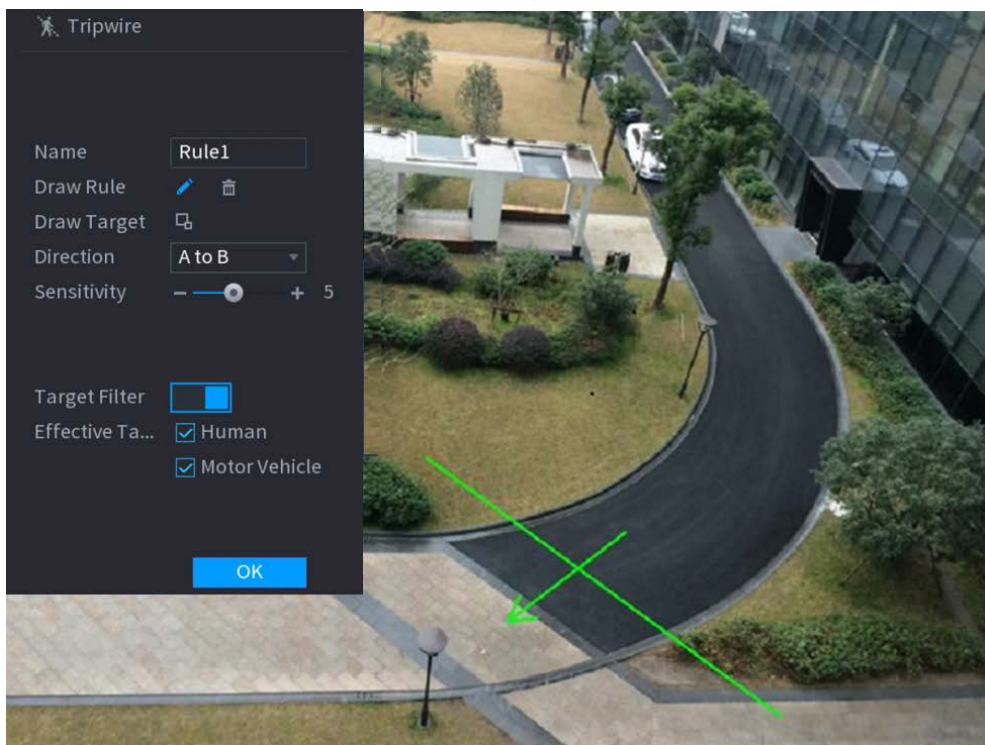 Tripwire
Name Rule1
Draw Rule
Draw Target
Direction A to B
Sensitivity - + 5
Target Filter
Effective Ta... Human
Motor Vehicle
OK